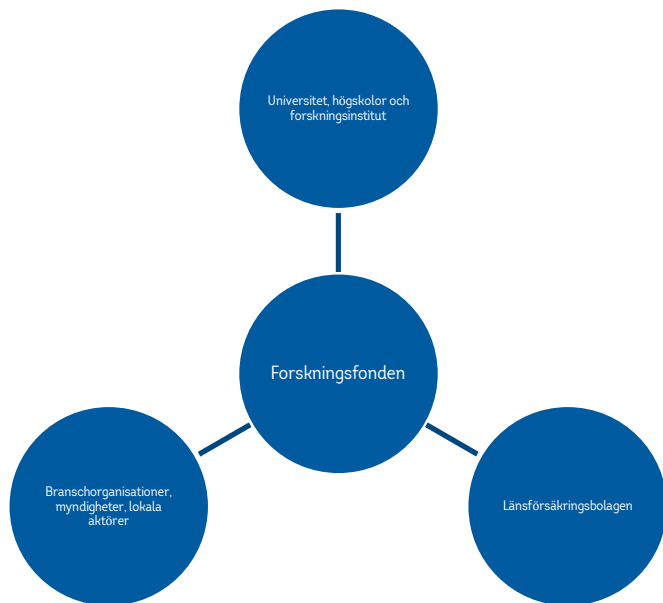 Universitet, högskolor och
forskningsinstitut
Forskningsfonden
Branschorganisationer,
myndigheter, lokala
aktörer
Länsförsäkringsbolagen